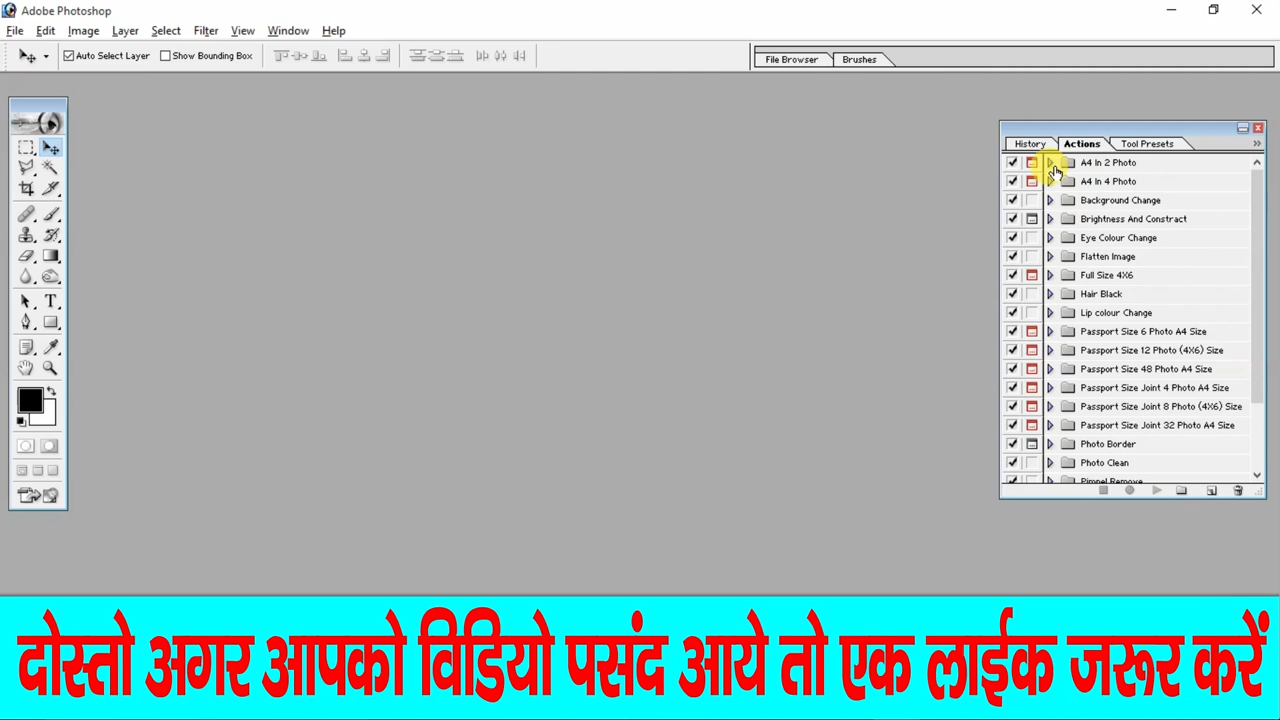 Adobe Photoshop
File Edit Image Layer Select Filter View Window Help
Auto Select Layer Show Bounding Box File Browser Brushes
History Actions Tool Presets
A4 In 2 Photo
A4 In 4 Photo
Background Change
Brightness And Constract
Eye Colour Change
Flatten Image
Full Size 4X6
Hair Black
Lip colour Change
Passport Size 6 Photo A4 Size
Passport Size 12 Photo (4X6) Size
Passport Size 48 Photo A4 Size
Passport Size Joint 4 Photo A4 Size
Passport Size Joint 8 Photo (4X6) Size
Passport Size Joint 32 Photo A4 Size
Photo Border
Photo Clean
Pimpel Remove
दोस्तो अगर आपको विडियो पसंद आये तो एक लाईक जरूर करें